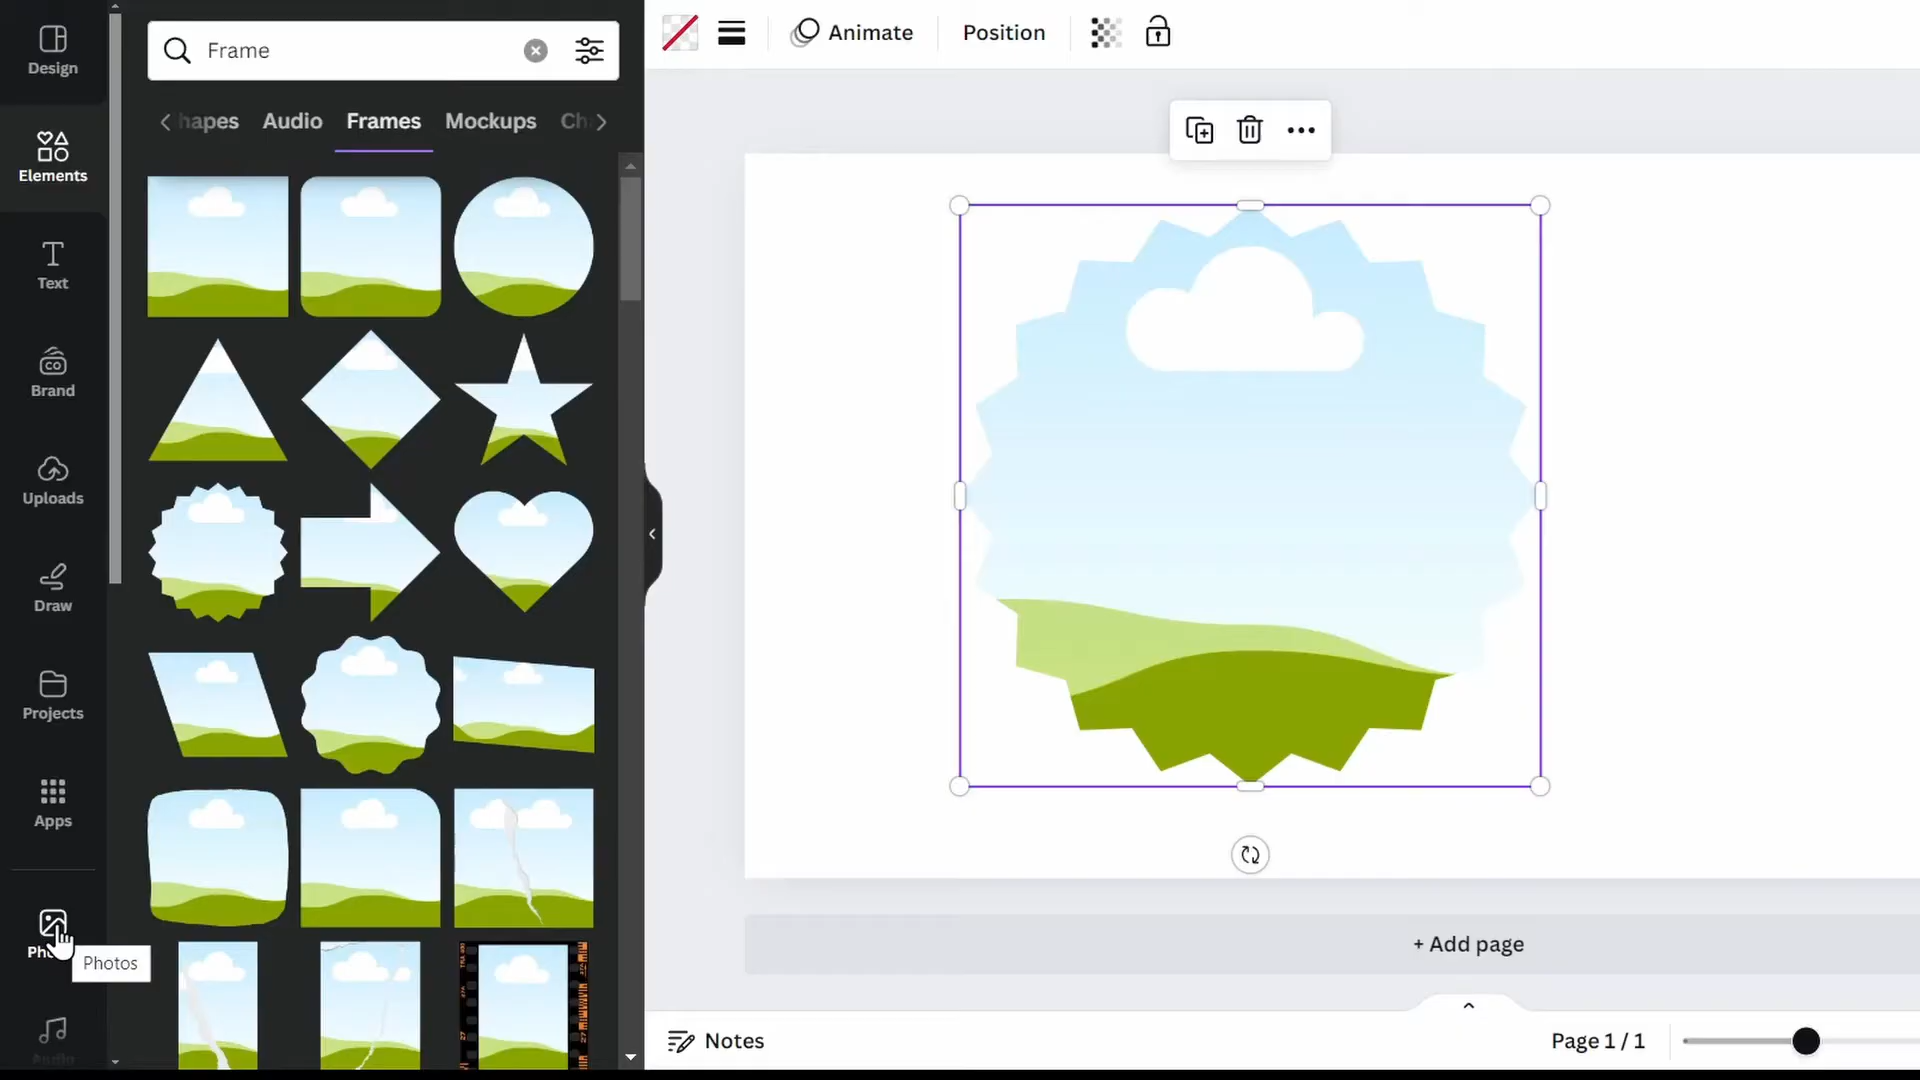 Design
Elements
Text
Brand
Uploads
Draw
Projects
Apps
Photos
Audio
Frame
hapes Audio Frames Mockups Ch
Animate
Position
+ Add page
Notes
Page 1 / 1